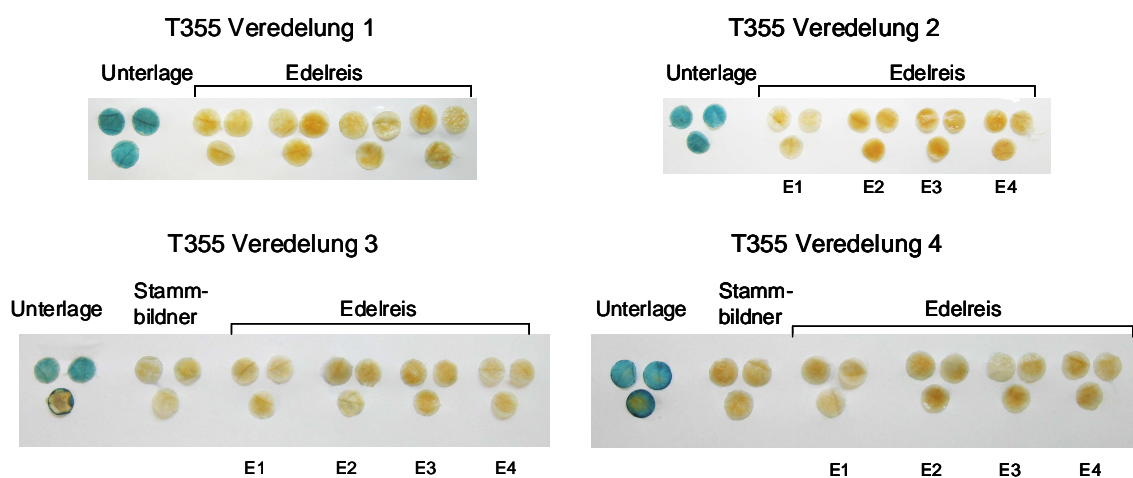 T355 Veredelung 1
Unterlage
Edelreis
T355 Veredelung 2
Unterlage
Edelreis
E1 E2 E3 E4
T355 Veredelung 3
Unterlage
Stamm-
bildner
Edelreis
E1 E2 E3 E4
T355 Veredelung 4
Unterlage
Stamm-
bildner
Edelreis
E1 E2 E3 E4